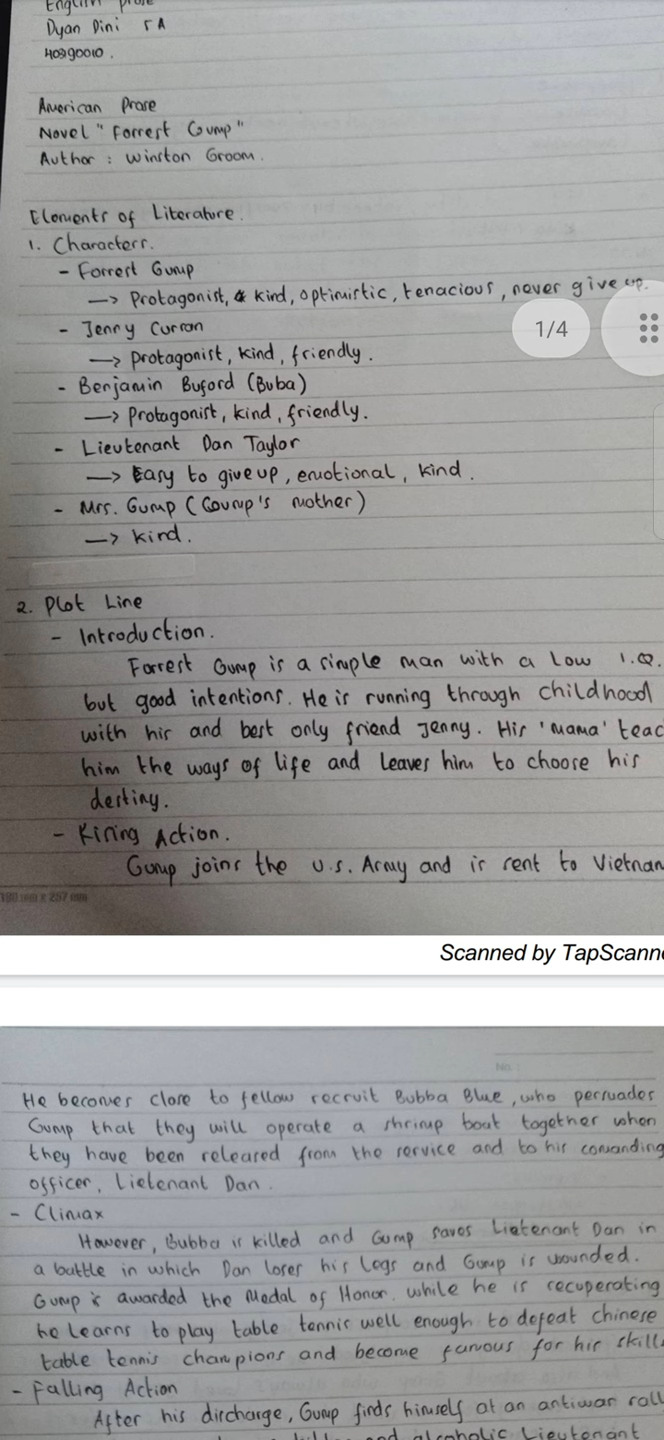 English prose
Dyan Dini 5A
40390010.
American Prose
Novel "Forrest Gump"
Author : Winston Groom.
Elements of Literature.
1. Characters.
- Forrest Gump
—> Protagonist, & kind, optimistic, tenacious, never give up.
1/4
- Jenny Curran
—> Protagonist, kind, friendly.
- Benjamin Buford (Buba)
—> Protagonist, kind, friendly.
- Lieutenant Dan Taylor
—> Easy to give up, emotional, kind.
- Mrs. Gump (Goump's mother)
—> Kind.
2. Plot Line
- Introduction.
Forrest Gump is a simple man with a Low I.Q.
but good intentions. He is running through childhood
with his and best only friend Jenny. His 'mama' teac
him the ways of life and leaves him to choose his
destiny.
- Rising Action.
Gump joins the U.S. Army and is sent to Vietnam
Scanned by TapScann
No
He becomes close to fellow recruit Bubba Blue, who persuades
Gump that they will operate a shrimp boat together when
they have been released from the service and to his comanding
officer, Lietenant Dan.
- Climax
However, Bubba is killed and Gump saves Lietenant Dan in
a battle in which Dan loses his Legs and Gump is wounded.
Gump is awarded the Medal of Honor. while he is recuperating
he learns to play table tennis well enough to defeat chinese
table tennis champions and become famous for his skill
- Falling Action
After his discharge, Gump finds himself at an antiwar rall
and alcoholic Lieutenant